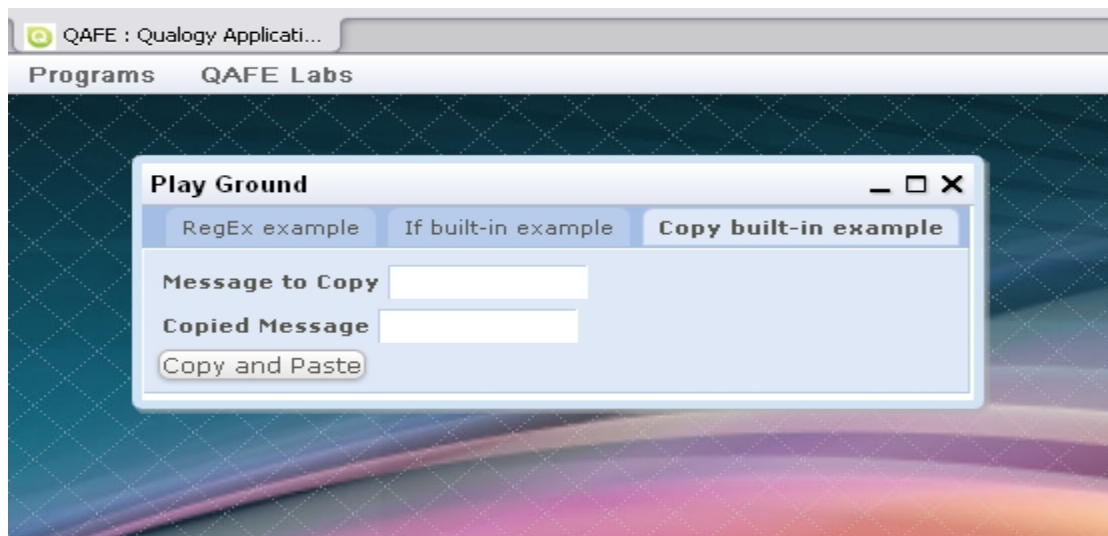 QAFE : Qualogy Applicati...
Programs QAFE Labs
Play Ground
RegEx example If built-in example Copy built-in example
Message to Copy
Copied Message
Copy and Paste